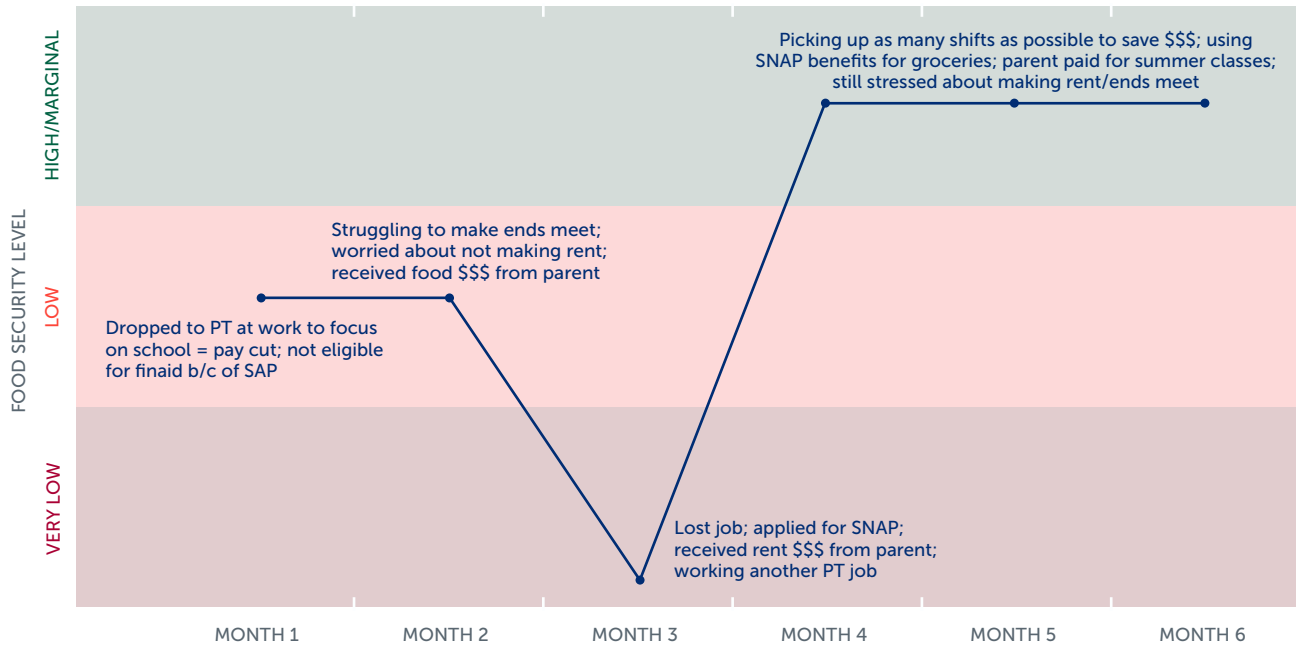 FOOD SECURITY LEVEL
HIGH/MARGINAL
LOW
VERY LOW
Picking up as many shifts as possible to save $$$; using
SNAP benefits for groceries; parent paid for summer classes;
still stressed about making rent/ends meet
Struggling to make ends meet;
worried about not making rent;
received food $$$ from parent
Dropped to PT at work to focus
on school = pay cut; not eligible
for finaid b/c of SAP
Lost job; applied for SNAP;
received rent $$$ from parent;
working another PT job
MONTH 1
MONTH 2
MONTH 3
MONTH 4
MONTH 5
MONTH 6